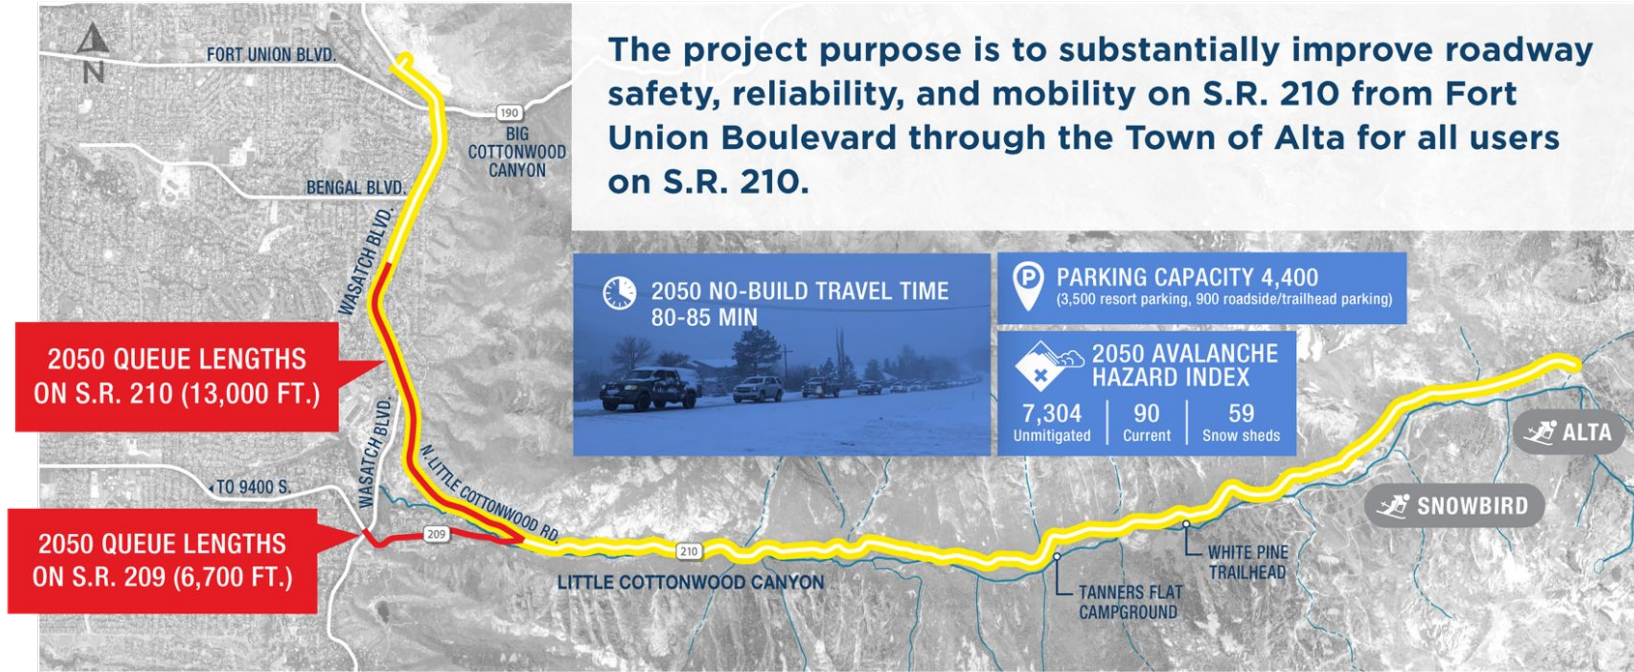 The project purpose is to substantially improve roadway
safety, reliability, and mobility on S.R. 210 from Fort
Union Boulevard through the Town of Alta for all users
on S.R. 210.
N
FORT UNION BLVD.
190
BIG
COTTONWOOD
CANYON
BENGAL BLVD.
WASATCH BLVD.
2050 NO-BUILD TRAVEL TIME
80-85 MIN
P
PARKING CAPACITY 4,400
(3,500 resort parking, 900 roadside/trailhead parking)
2050 AVALANCHE
HAZARD INDEX
7,304
Unmitigated
90
Current
59
Snow sheds
2050 QUEUE LENGTHS
ON S.R. 210 (13,000 FT.)
WASATCH BLVD.
N. LITTLE COTTONWOOD RD.
TO 9400 S.
209
2050 QUEUE LENGTHS
ON S.R. 209 (6,700 FT.)
210
LITTLE COTTONWOOD CANYON
TANNERS FLAT
CAMPGROUND
WHITE PINE
TRAILHEAD
SNOWBIRD
ALTA